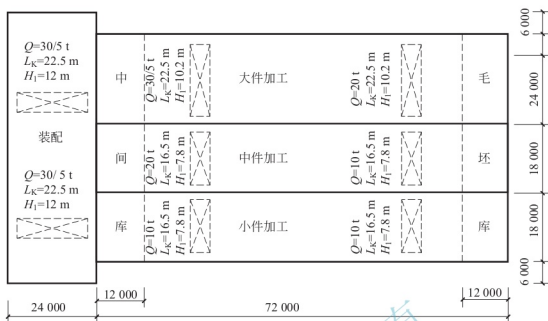 Q=30/5 t
L_K=22.5 m
H_1=12 m
装配
Q=30/ 5 t
L_K=22.5 m
H_1=12 m
中
间
库
Q=30/5 t
L_K=22.5 m
H_1=10.2 m
大件加工
Q=20 t
L_K=22.5 m
H_1=10.2 m
毛
坯
库
Q=20 t
L_K=16.5 m
H_1=7.8 m
中件加工
Q=10 t
L_K=16.5 m
H_1=7.8 m
Q=10 t
L_K=16.5 m
H_1=7.8 m
小件加工
Q=10 t
L_K=16.5 m
H_1=7.8 m
6 000
24 000
18 000
18 000
6 000
12 000
12 000
24 000
72 000